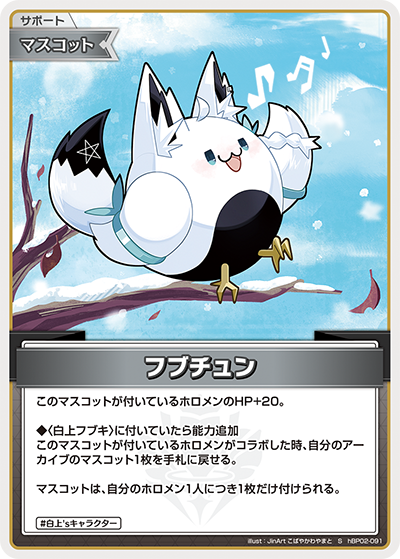 サポート
マスコット
フブチュン
このマスコットが付いているホロメンのHP+20。
◆〈白上フブキ〉に付いていたら能力追加
このマスコットが付いているホロメンがコラボした時、自分のアー
カイブのマスコット1枚を手札に戻せる。
マスコットは、自分のホロメン1人につき1枚だけ付けられる。
#白上'sキャラクター
illust：JinArt こばやかわやまと S hBP02-091